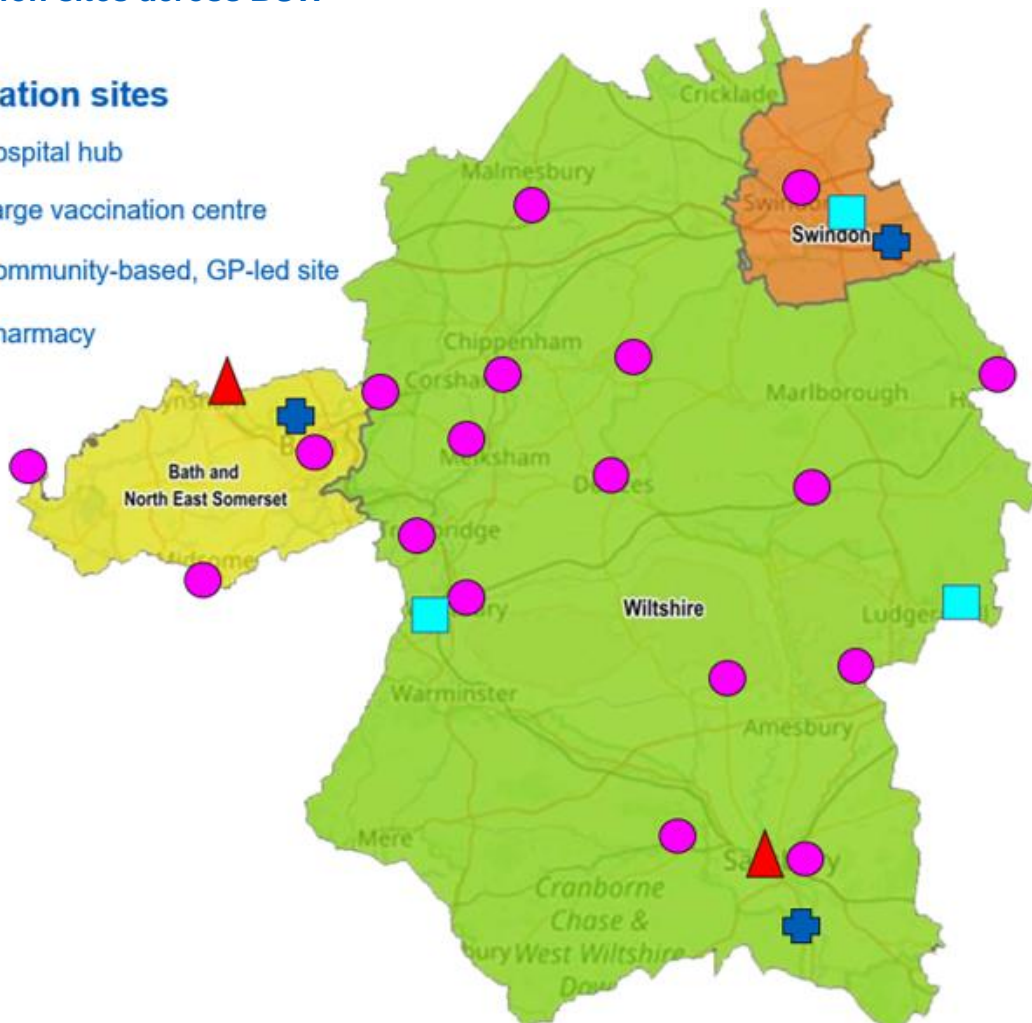 ation sites
ospital hub
arge vaccination centre
ommunity-based, GP-led site
harmacy
Cricklade
Malmesbury
Swindon
Chippenham
Corsha
Marlborough
Bath and
North East Somerset
Melksham
Wiltshire
Warminster
Amesbury
Mere
Cranborne
Chase &
bury West Wiltshire